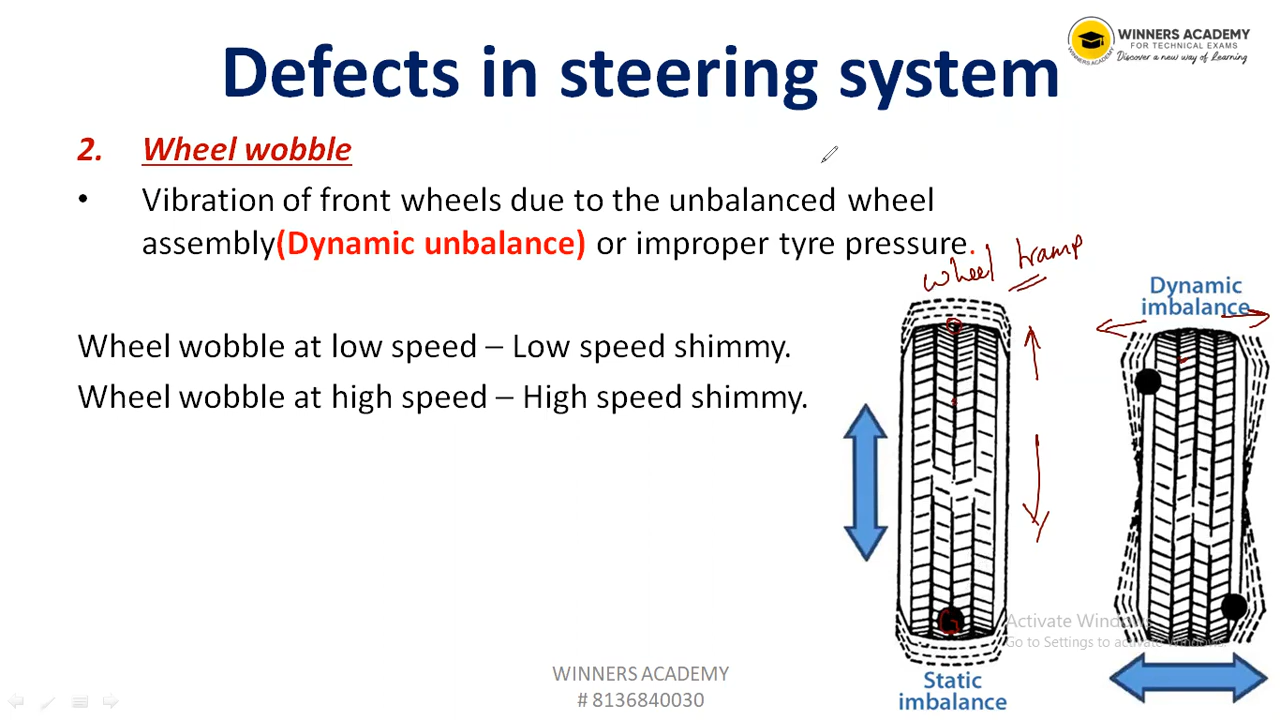 WINNERS ACADEMY
FOR TECHNICAL EXAMS
Discover a new way of Learning
WINNERS ACADEMY
Defects in steering system
2. Wheel wobble
• Vibration of front wheels due to the unbalanced wheel
assembly(Dynamic unbalance) or improper tyre pressure.
wheel tramp
Dynamic
imbalance
Wheel wobble at low speed – Low speed shimmy.
Wheel wobble at high speed – High speed shimmy.
Activate Windows
Go to Settings to activate Windows.
Static
imbalance
WINNERS ACADEMY
# 8136840030